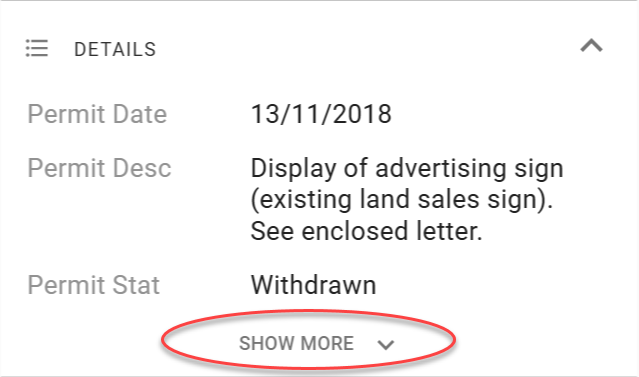 DETAILS
Permit Date 13/11/2018
Permit Desc Display of advertising sign
(existing land sales sign).
See enclosed letter.
Permit Stat Withdrawn
SHOW MORE